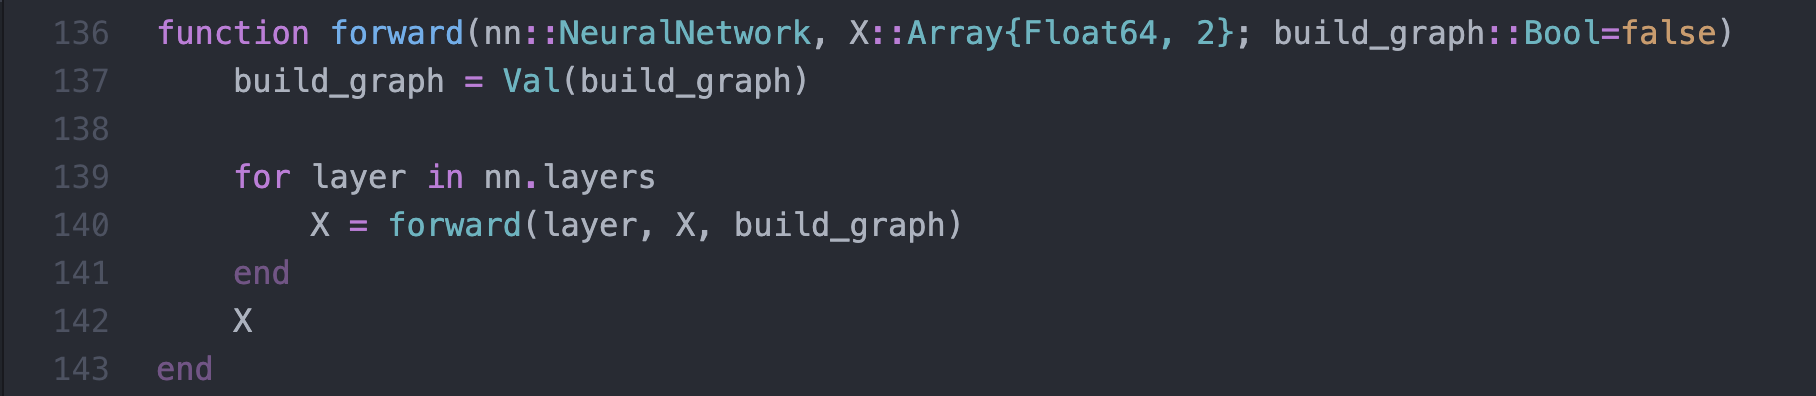 136 function forward(nn::NeuralNetwork, X::Array{Float64, 2}; build_graph::Bool=false)
137     build_graph = Val(build_graph)
138
139     for layer in nn.layers
140         X = forward(layer, X, build_graph)
141     end
142     X
143 end